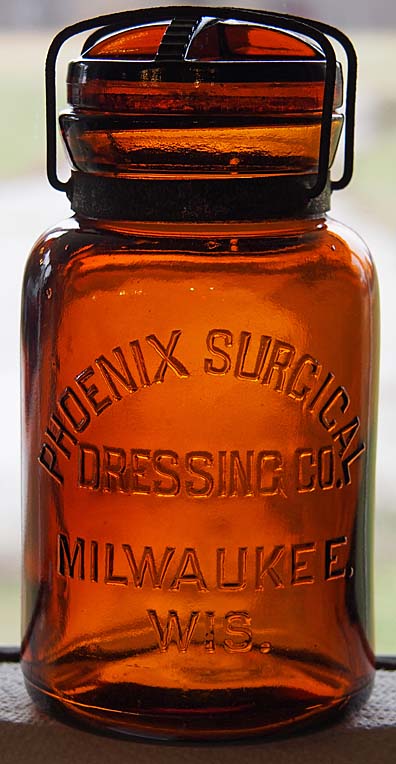 PHOENIX SURGICAL
DRESSING CO.
MILWAUKEE,
WIS.